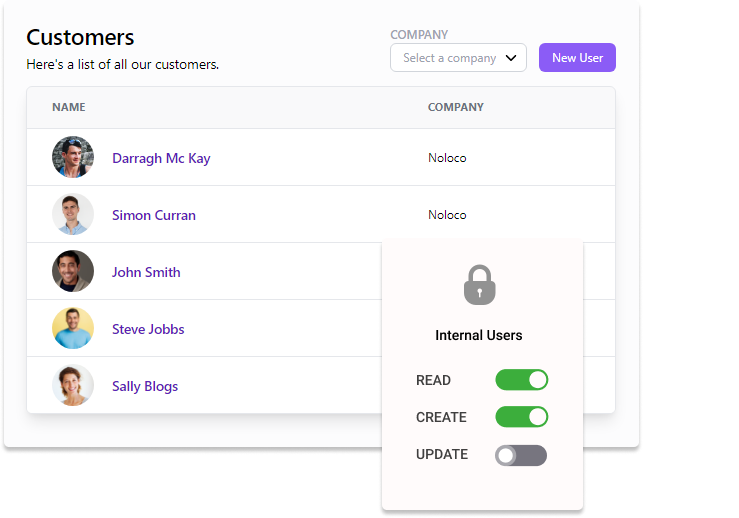 Customers
Here's a list of all our customers.
COMPANY
Select a company
New User
NAME COMPANY
Darragh Mc Kay Noloco
Simon Curran Noloco
John Smith
Steve Jobbs
Sally Blogs
Internal Users
READ
CREATE
UPDATE